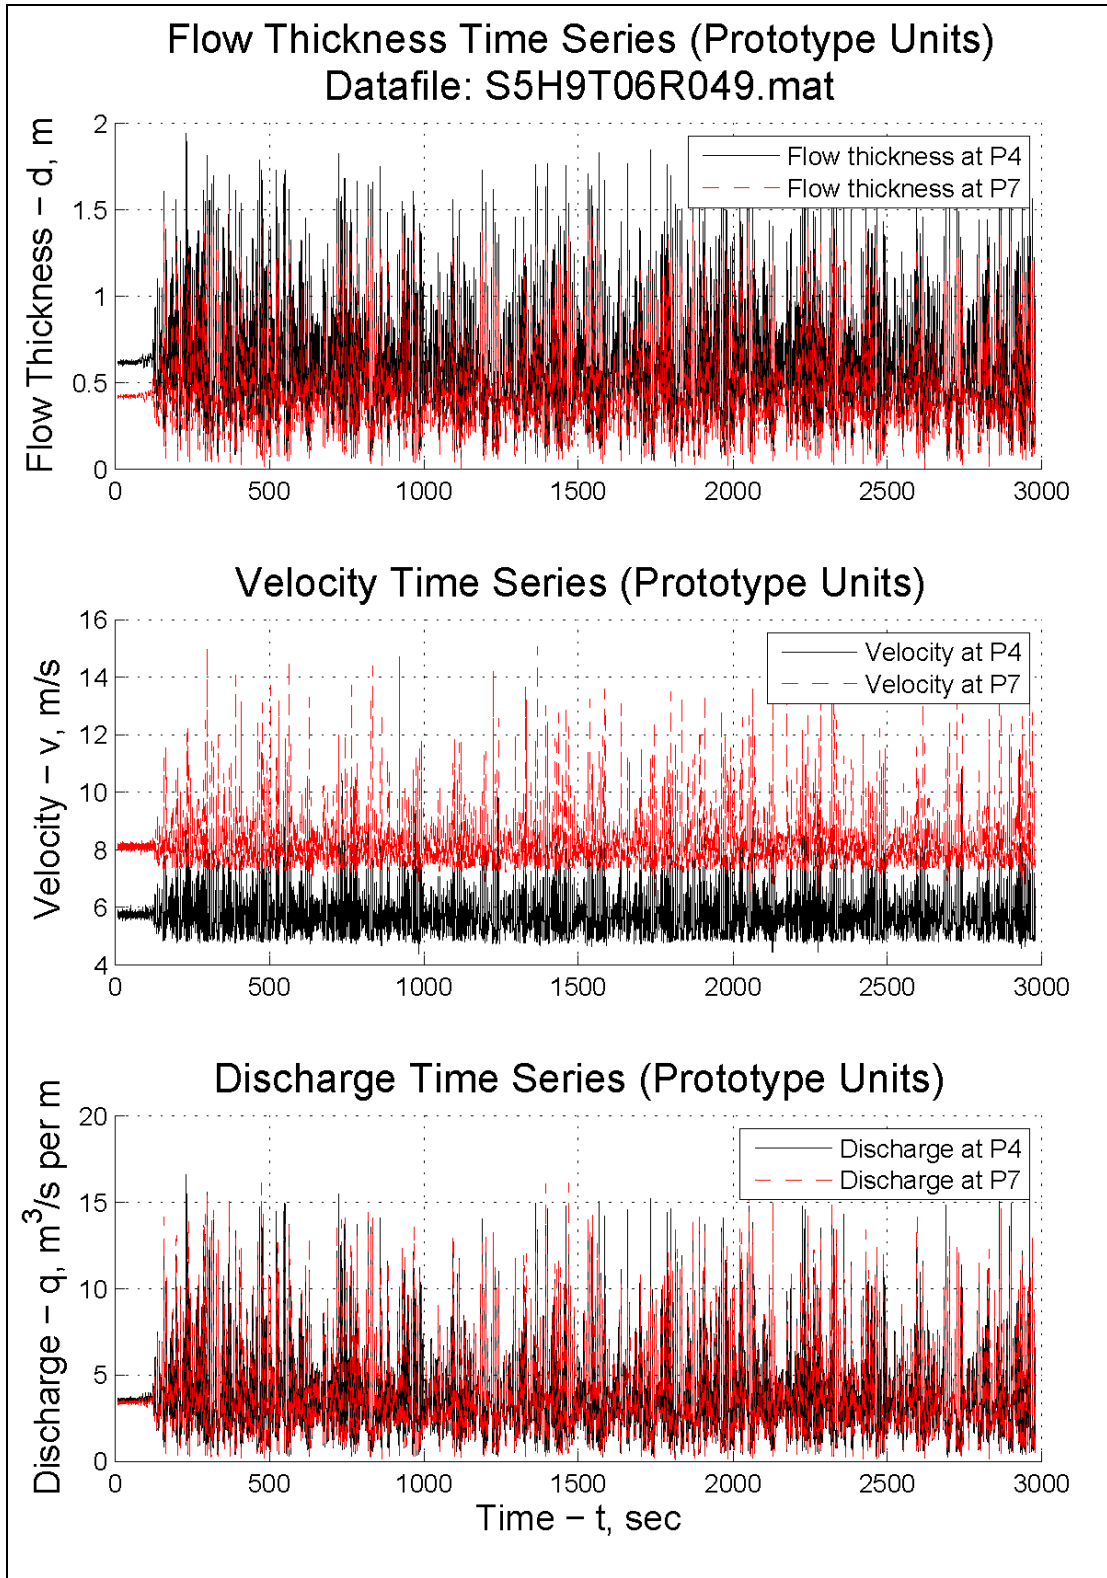 Flow Thickness Time Series (Prototype Units)
Datafile: S5H9T06R049.mat
Flow Thickness − d, m
2
1.5
1
0.5
0
Flow thickness at P4
Flow thickness at P7
0 500 1000 1500 2000 2500 3000
Velocity Time Series (Prototype Units)
Velocity − v, m/s
16
14
12
10
8
6
4
Velocity at P4
Velocity at P7
0 500 1000 1500 2000 2500 3000
Discharge Time Series (Prototype Units)
Discharge − q, m³/s per m
20
15
10
5
0
Discharge at P4
Discharge at P7
0 500 1000 1500 2000 2500 3000
Time − t, sec